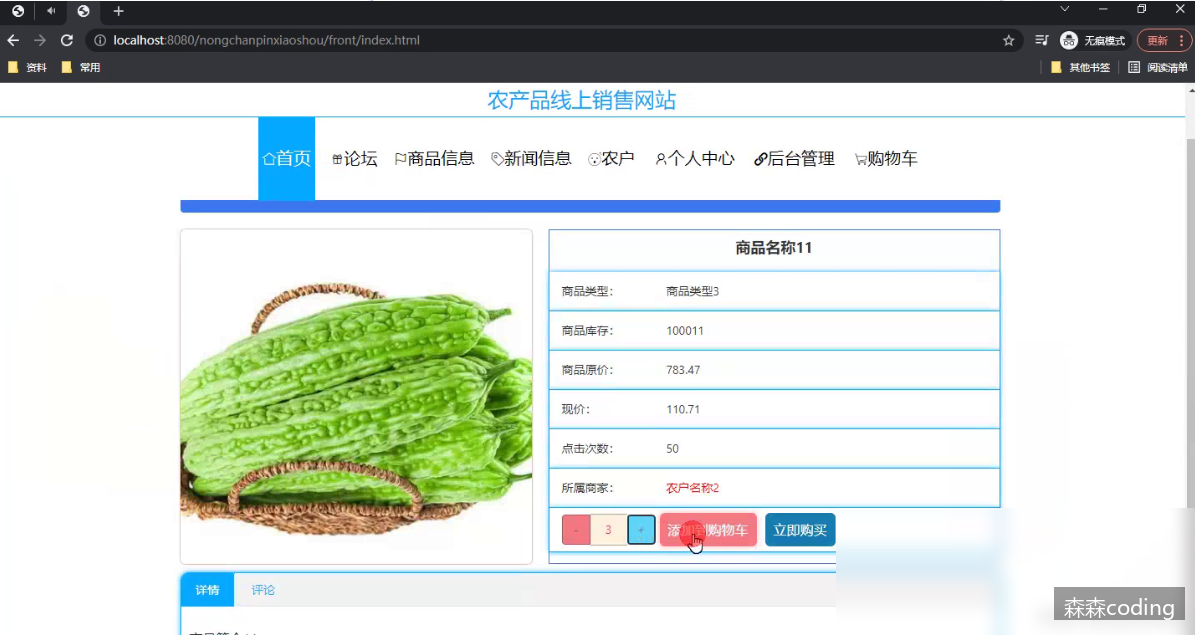 localhost:8080/nongchanpinxiaoshou/front/index.html
无痕模式
更新
资料 常用
其他书签 阅读清单
农产品线上销售网站
首页 论坛 商品信息 新闻信息 农户 个人中心 后台管理 购物车
商品名称11
商品类型: 商品类型3
商品库存: 100011
商品原价: 783.47
现价: 110.71
点击次数: 50
所属商家: 农户名称2
- 3 + 添加到购物车 立即购买
详情 评论
森森coding